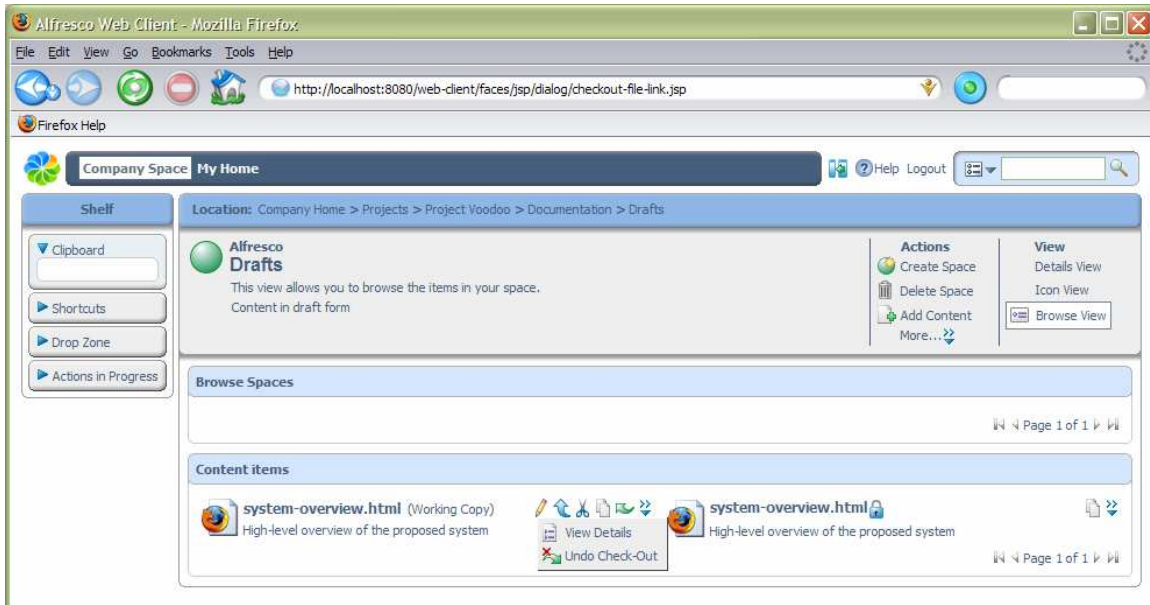 Alfresco Web Client - Mozilla Firefox
File Edit View Go Bookmarks Tools Help
http://localhost:8080/web-client/faces/jsp/dialog/checkout-file-link.jsp
Firefox Help
Company Space My Home Help Logout
Shelf
Clipboard
Shortcuts
Drop Zone
Actions in Progress
Location: Company Home > Projects > Project Voodoo > Documentation > Drafts
Alfresco
Drafts
This view allows you to browse the items in your space.
Content in draft form
Actions
Create Space
Delete Space
Add Content
More...
View
Details View
Icon View
Browse View
Browse Spaces
Page 1 of 1
Content items
system-overview.html (Working Copy)
High-level overview of the proposed system
View Details
Undo Check-Out
system-overview.html
High-level overview of the proposed system
Page 1 of 1